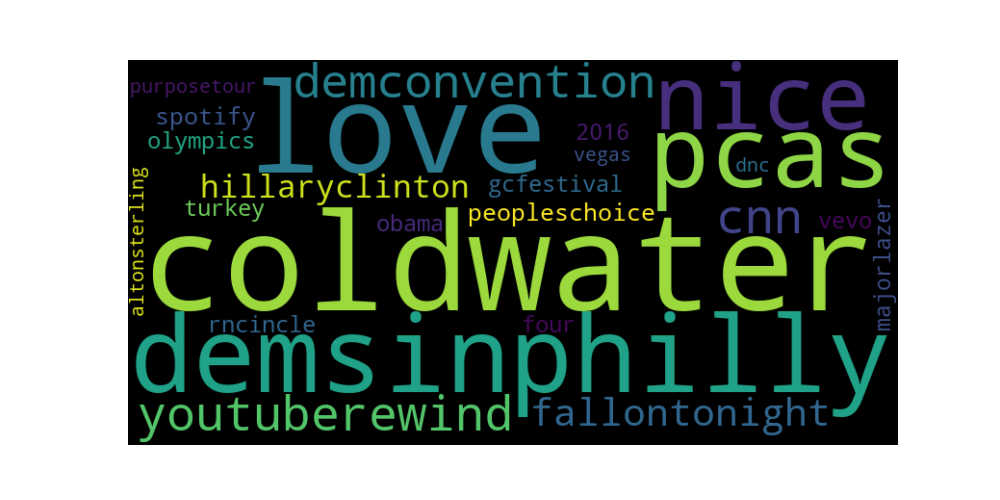 purposetour
demconvention
nice
love
spotify
olympics
2016
vegas
pcas
dnc
hillaryclinton
gcfestival
altonsterling
turkey
obama
peopleschoice
cnn
vevo
majorlazer
coldwater
rncincle
four
demsinphilly
youtuberewind
fallontonight